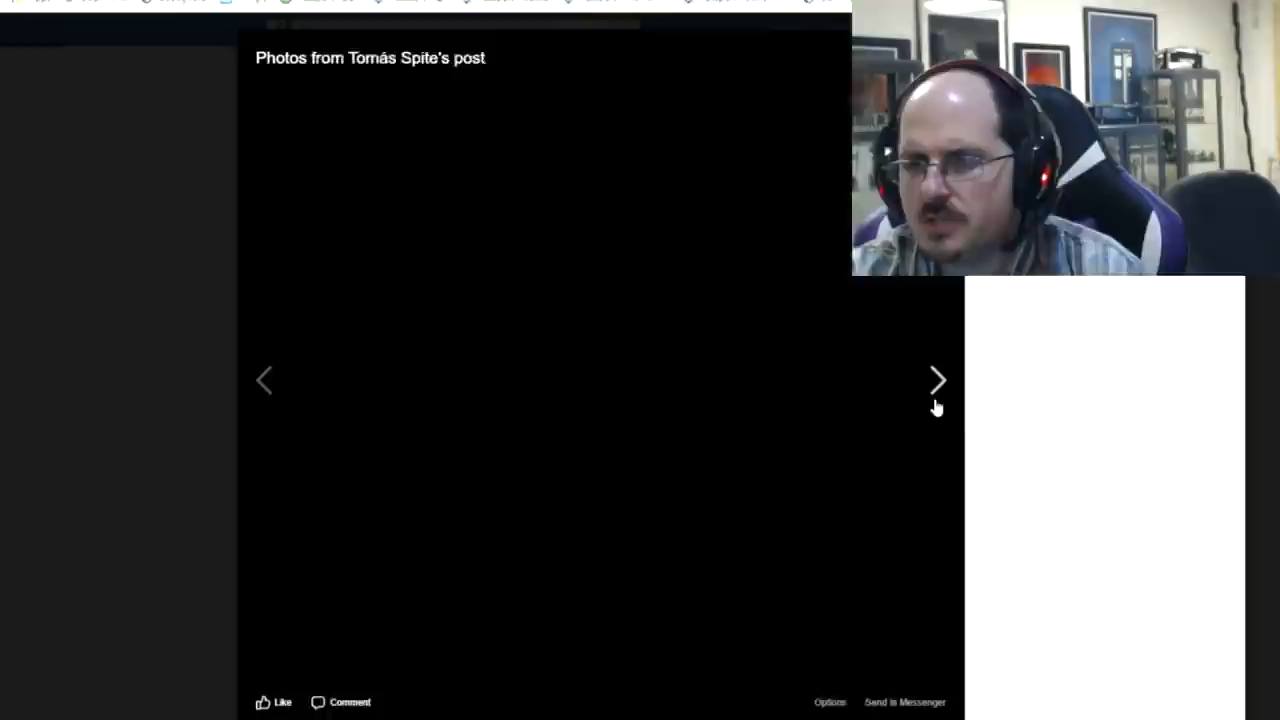 Photos from Tomás Spite's post
Like
Comment
Options
Send in Messenger